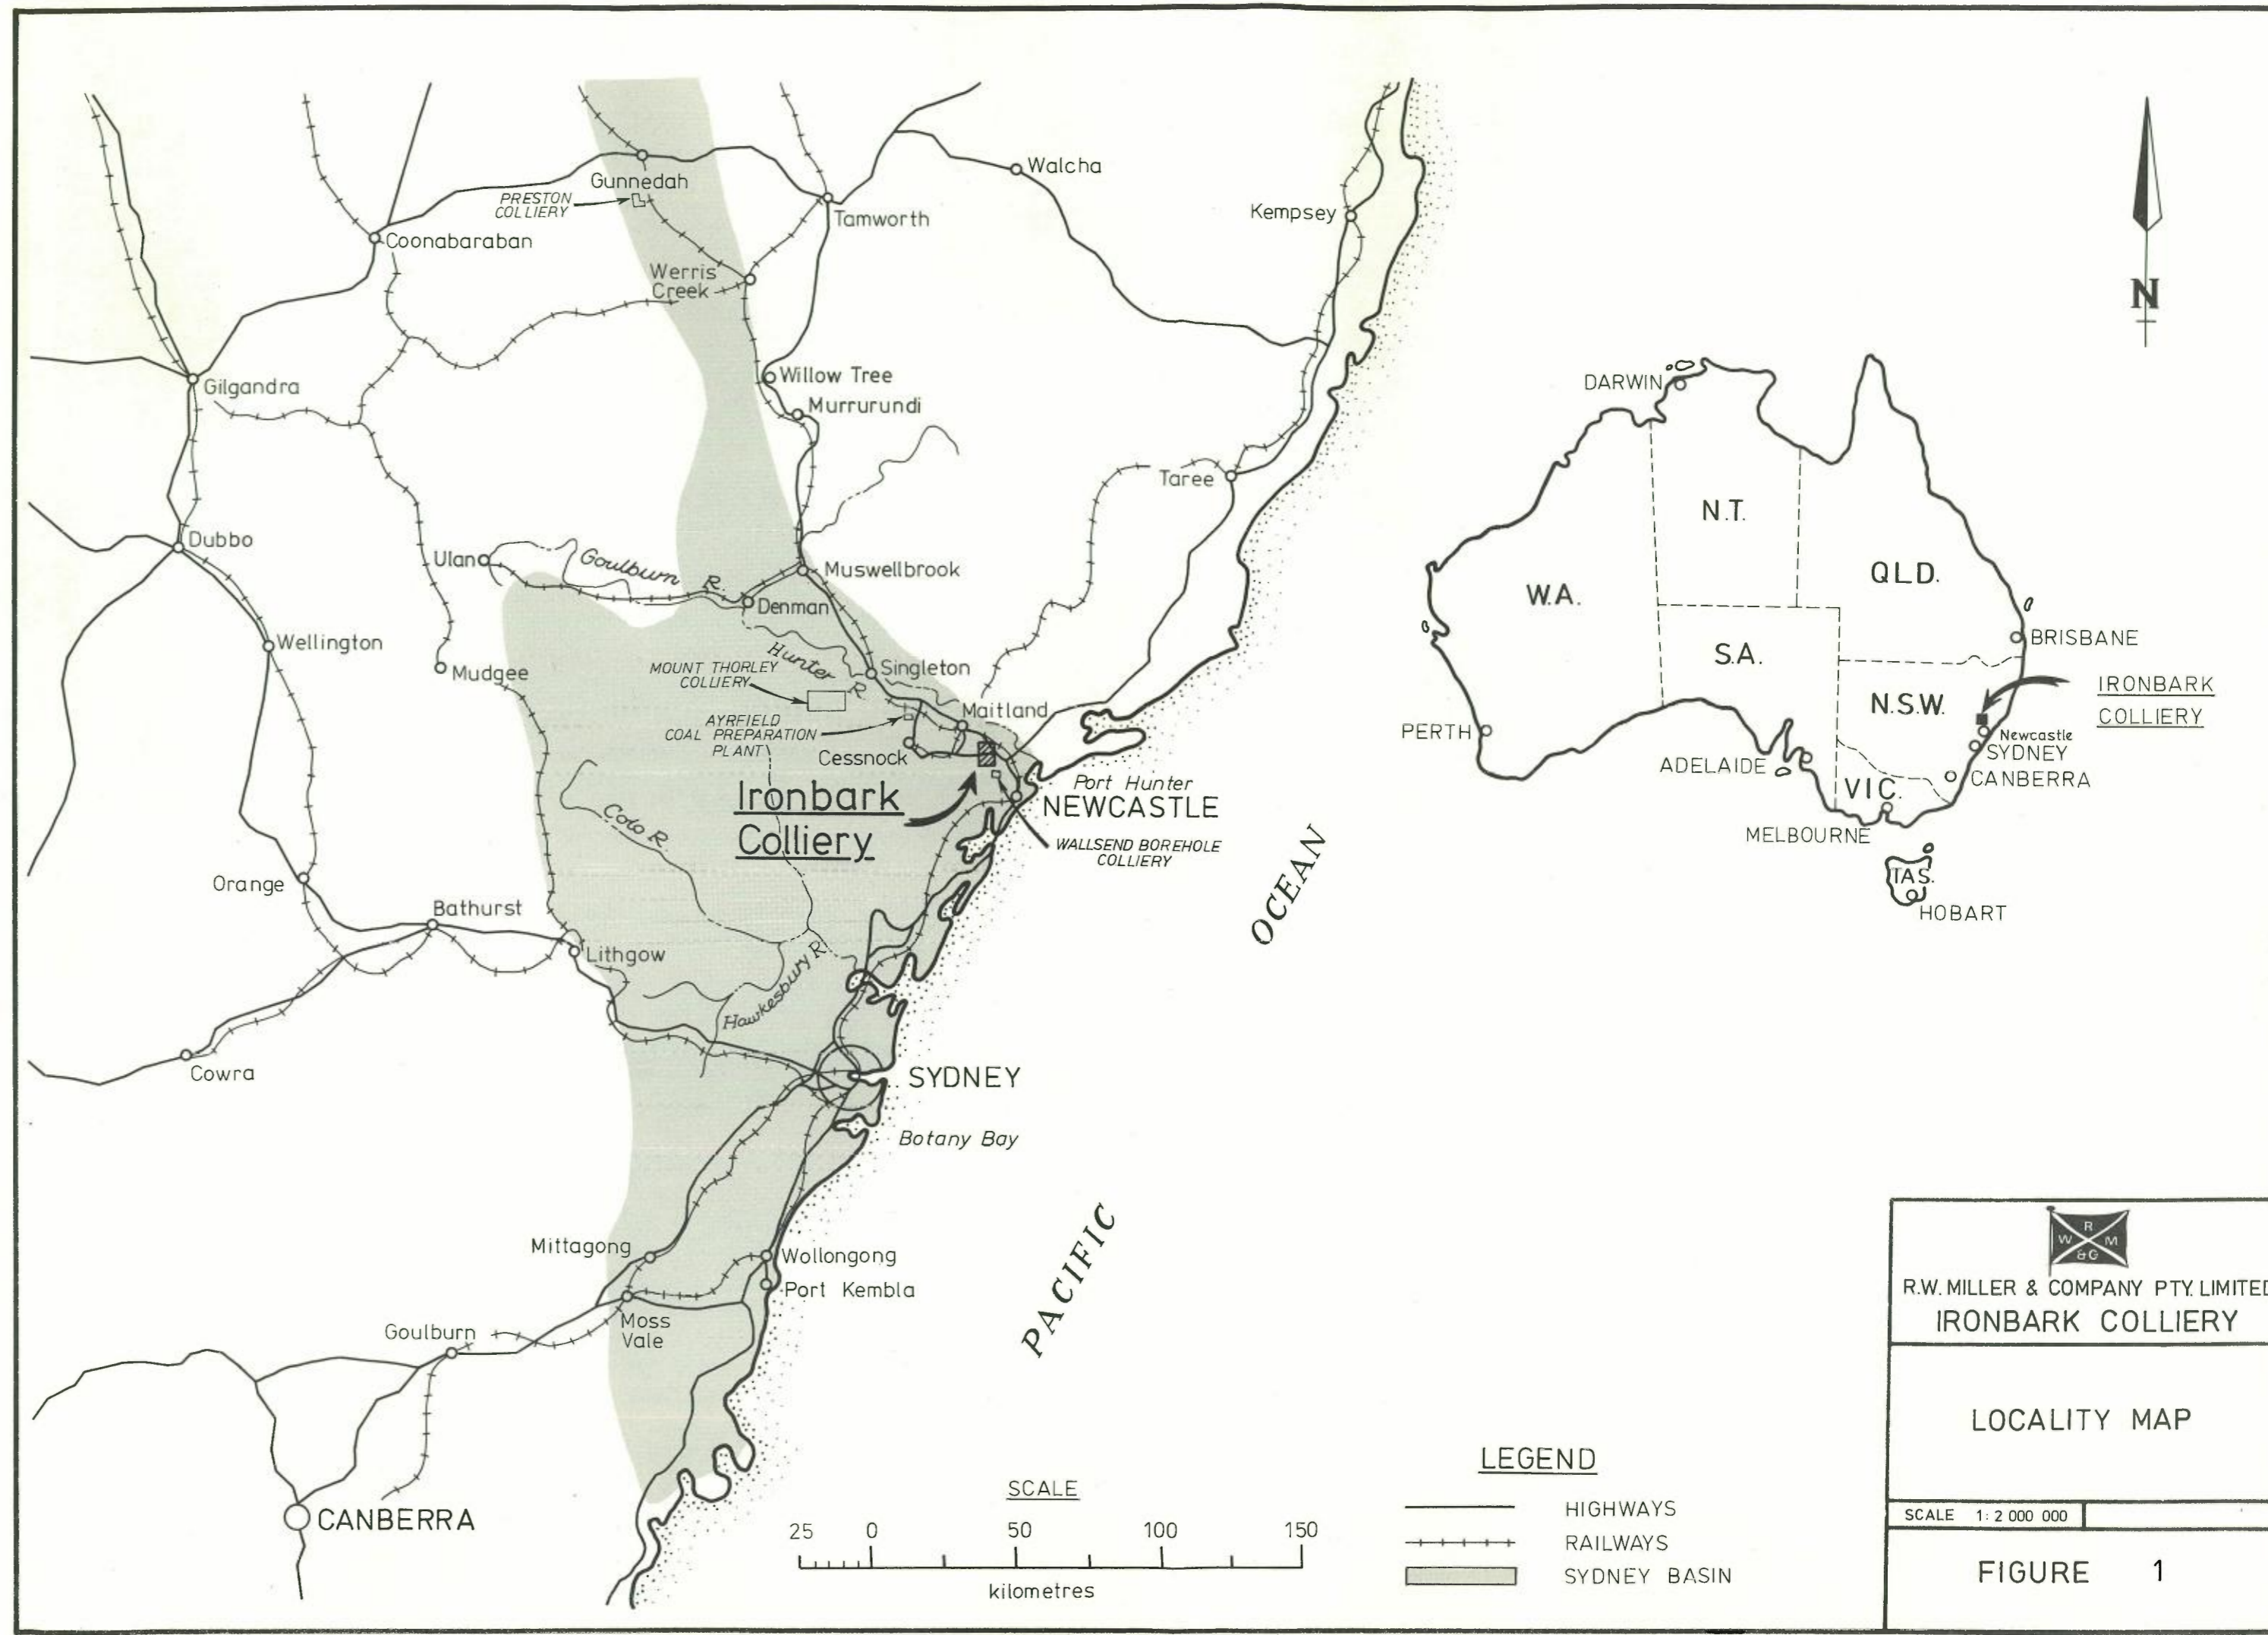 Walcha
Gunnedah
PRESTON
COLLIERY
Kempsey
Tamworth
Coonabaraban
Werris
Creek
N
Willow Tree
Gilgandra
Murrurundi
Taree
Dubbo
Ulan
Goulburn R.
Muswellbrook
Denman
Wellington
Hunter R.
Singleton
MOUNT THORLEY
COLLIERY
Mudgee
Maitland
AYRFIELD
COAL PREPARATION
PLANT
Cessnock
Port Hunter
Ironbark
Colliery
NEWCASTLE
Colo R.
WALLSEND BOREHOLE
COLLIERY
Orange
Bathurst
Lithgow
Hawkesbury R.
Cowra
SYDNEY
Botany Bay
PACIFIC OCEAN
Mittagong
Wollongong
Port Kembla
Moss
Vale
Goulburn
CANBERRA
DARWIN
N.T.
QLD.
W.A.
BRISBANE
S.A.
IRONBARK
COLLIERY
N.S.W.
PERTH
Newcastle
SYDNEY
ADELAIDE
CANBERRA
VIC.
MELBOURNE
TAS.
HOBART
SCALE
25 0 50 100 150
kilometres
LEGEND
HIGHWAYS
RAILWAYS
SYDNEY BASIN
R
W M
&C
R.W. MILLER & COMPANY PTY. LIMITED
IRONBARK COLLIERY
LOCALITY MAP
SCALE 1:2 000 000
FIGURE 1